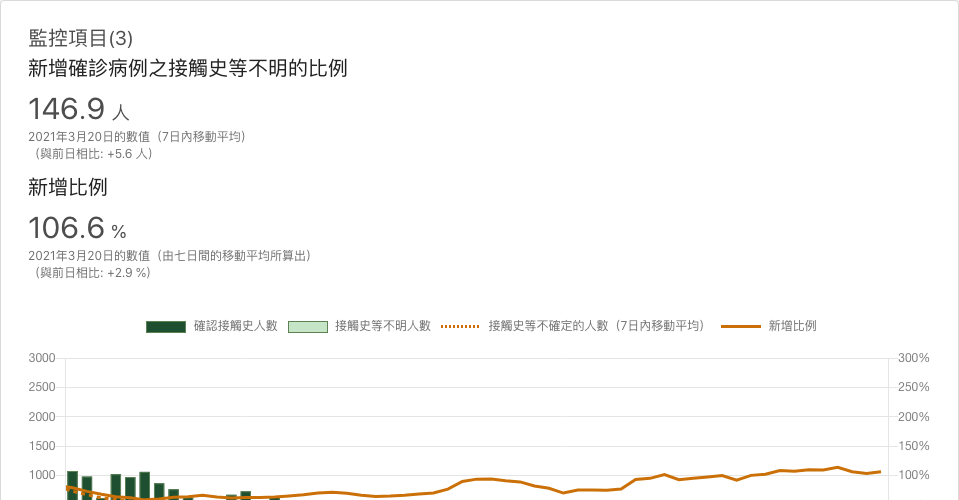 監控項目(3)
新增確診病例之接觸史等不明的比例
146.9 人
2021年3月20日的數值（7日內移動平均）
（與前日相比: +5.6 人）
新增比例
106.6 %
2021年3月20日的數值（由七日間的移動平均所算出）
（與前日相比: +2.9 %）
確認接觸史人數 接觸史等不明人數 接觸史等不確定的人數（7日內移動平均） 新增比例
3000 300%
2500 250%
2000 200%
1500 150%
1000 100%